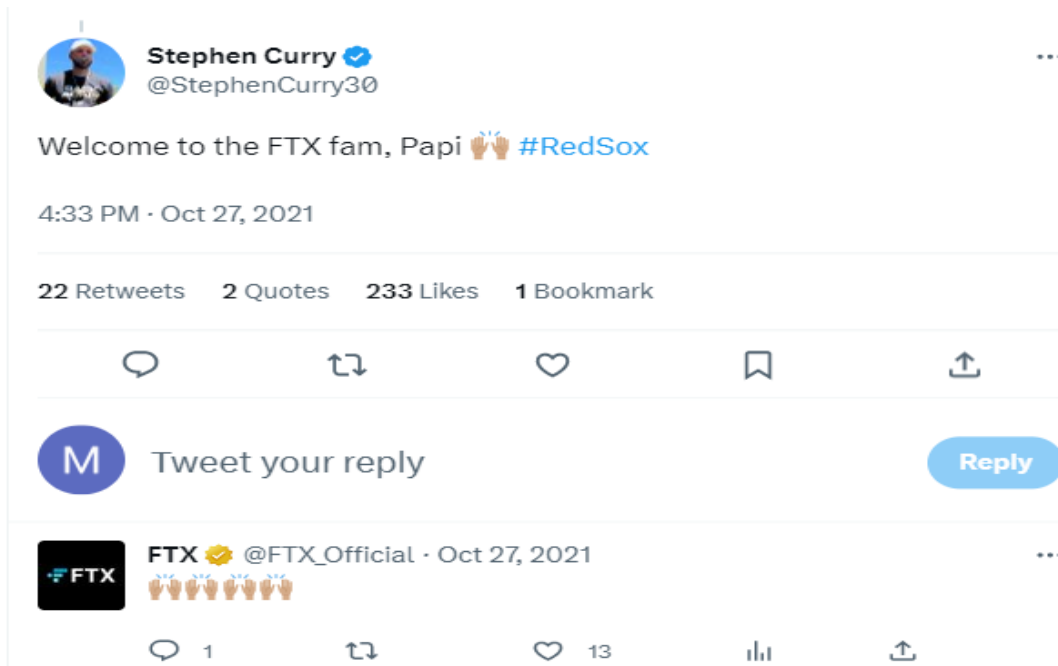 Stephen Curry
@StephenCurry30
Welcome to the FTX fam, Papi 🙌🏽 #RedSox
4:33 PM · Oct 27, 2021
22 Retweets 2 Quotes 233 Likes 1 Bookmark
M Tweet your reply Reply
FTX FTX @FTX_Official · Oct 27, 2021
🙌🏽🙌🏽🙌🏽🙌🏽
1 13